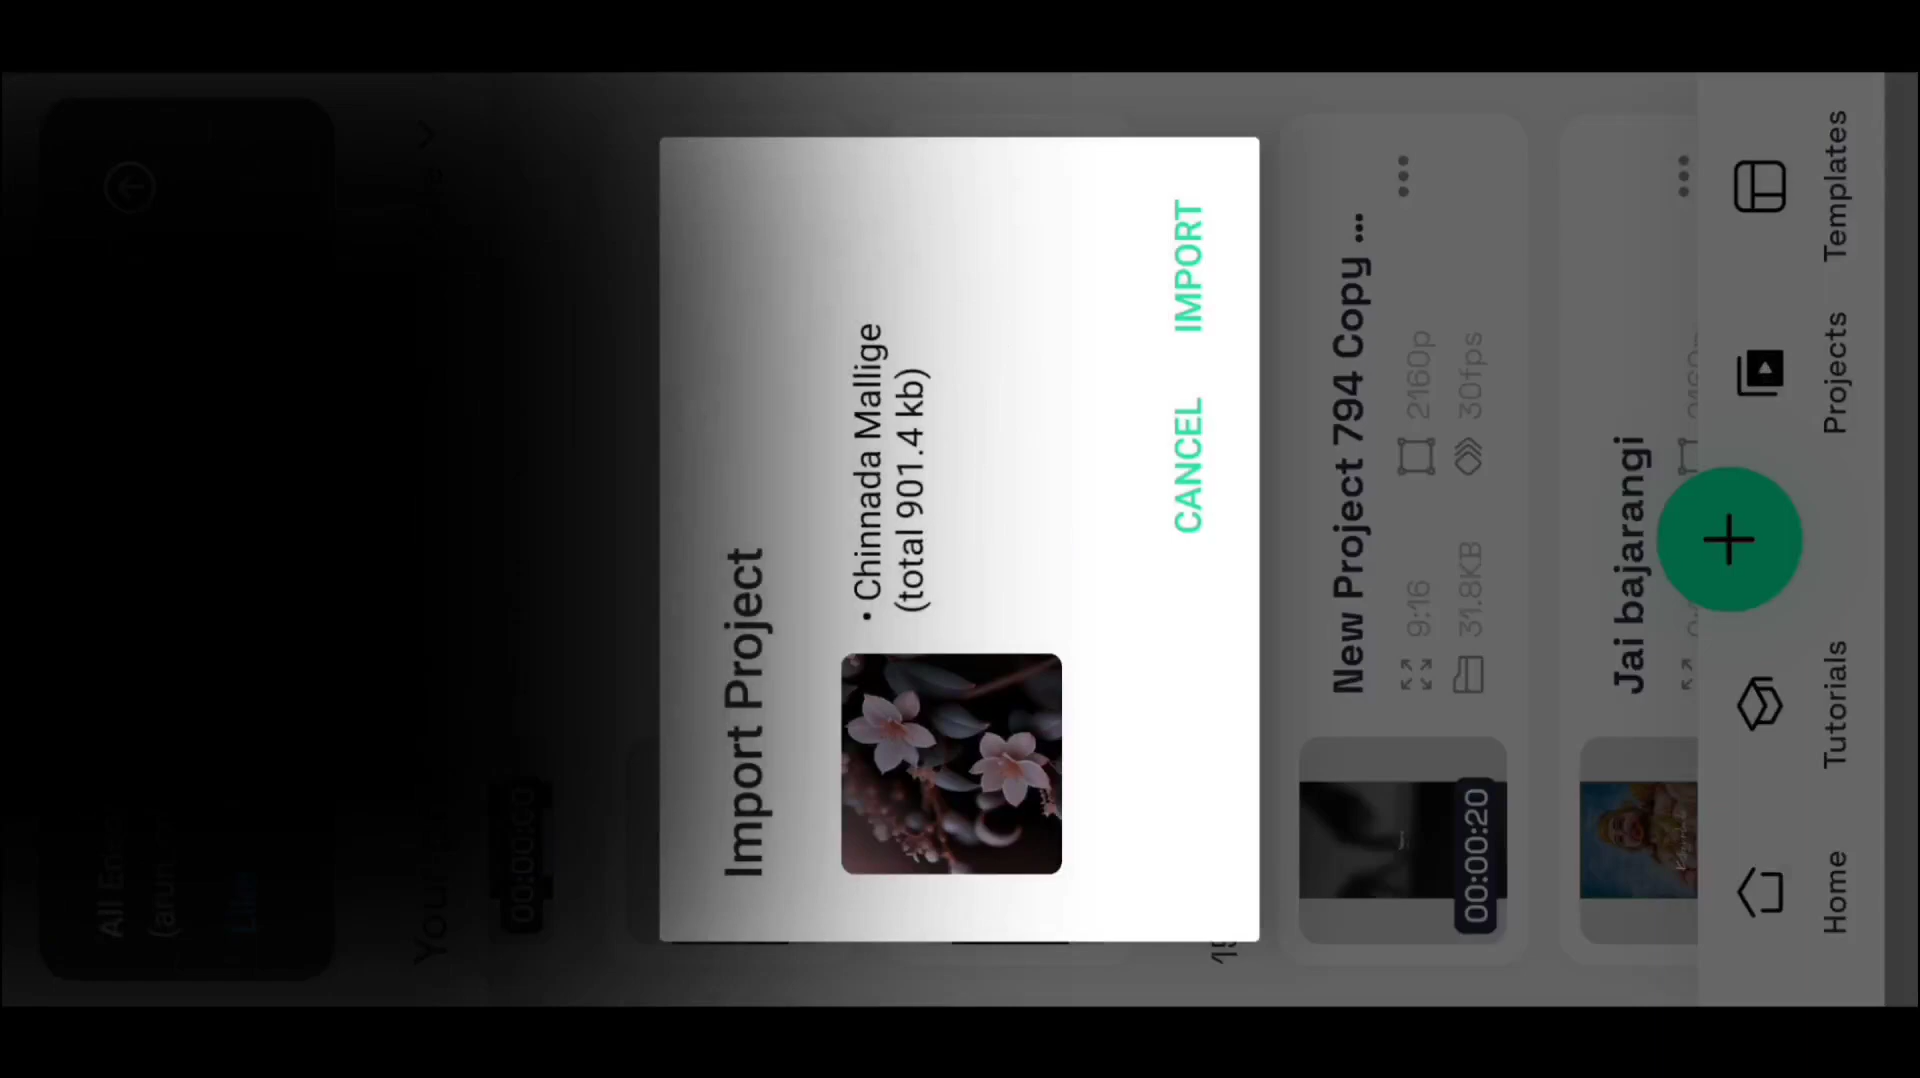 Import Project
• Chinnada Mallige
(total 901.4 kb)
CANCEL IMPORT
00:00:00
New Project 794 Copy ...
9:16 2160p
31.8KB 30fps
00:00:20
Jai bajarangi
Home
Tutorials
Projects
Templates